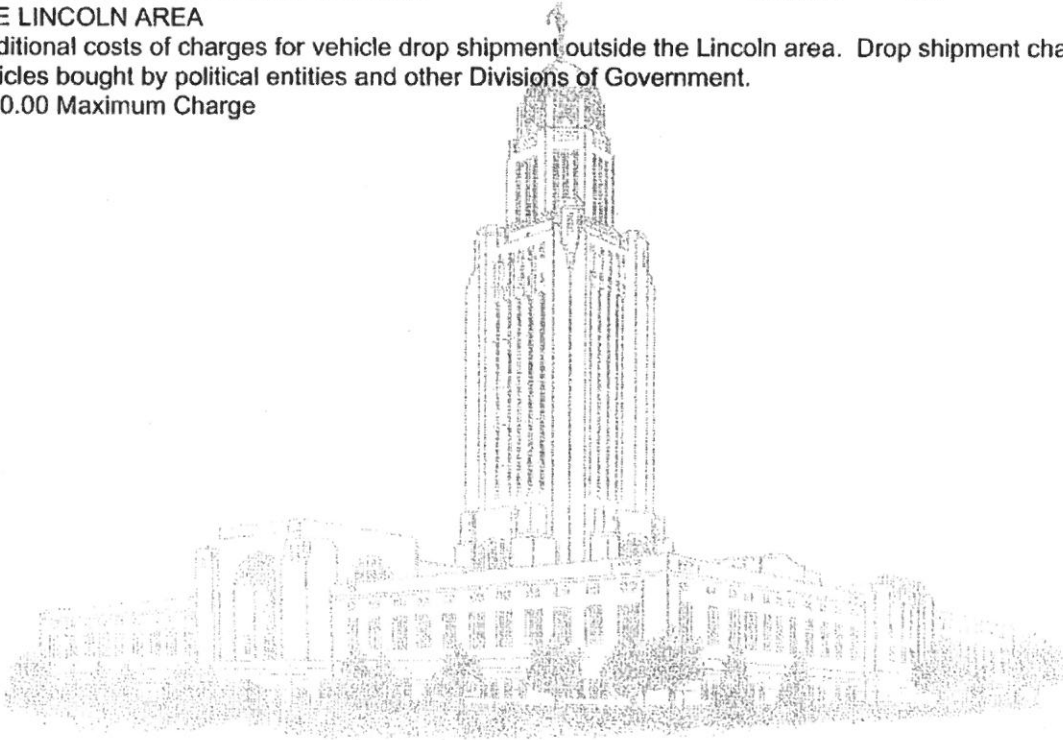 E LINCOLN AREA
ditional costs of charges for vehicle drop shipment outside the Lincoln area. Drop shipment cha
icles bought by political entities and other Divisions of Government.
0.00 Maximum Charge